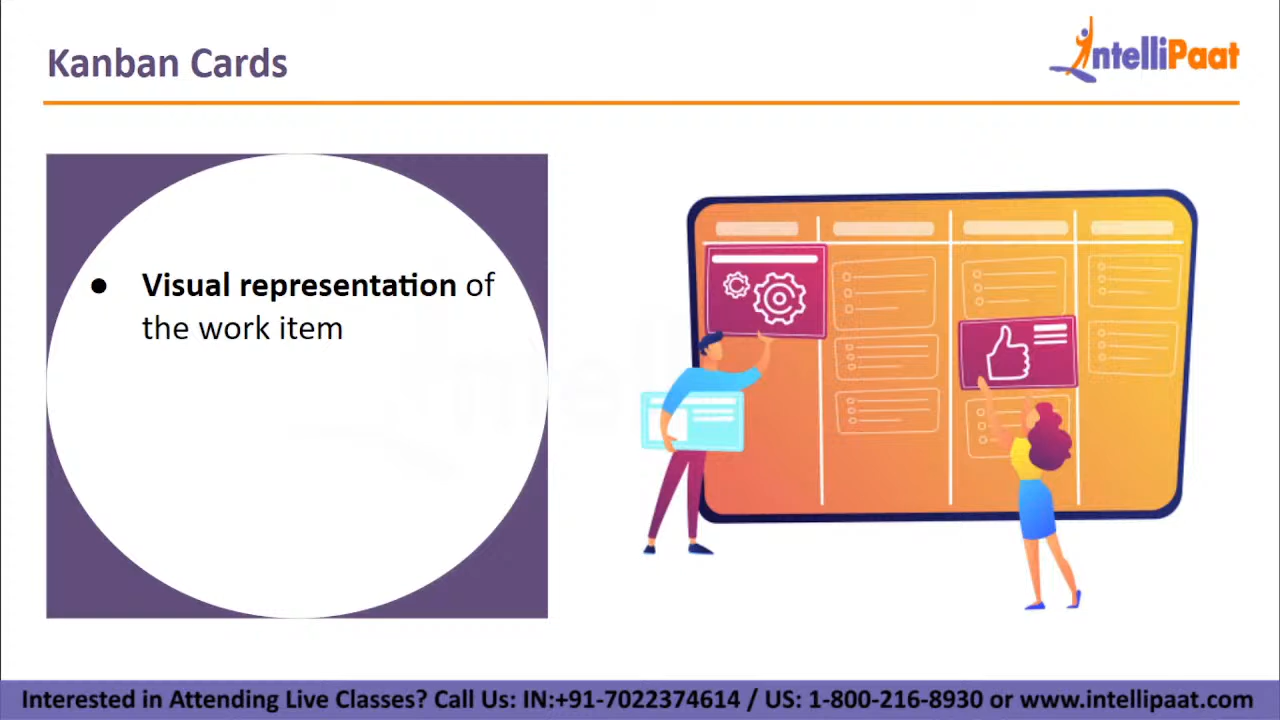 Kanban Cards
IntelliPaat
● Visual representation of
the work item
Interested in Attending Live Classes? Call Us: IN:+91-7022374614 / US: 1-800-216-8930 or www.intellipaat.com